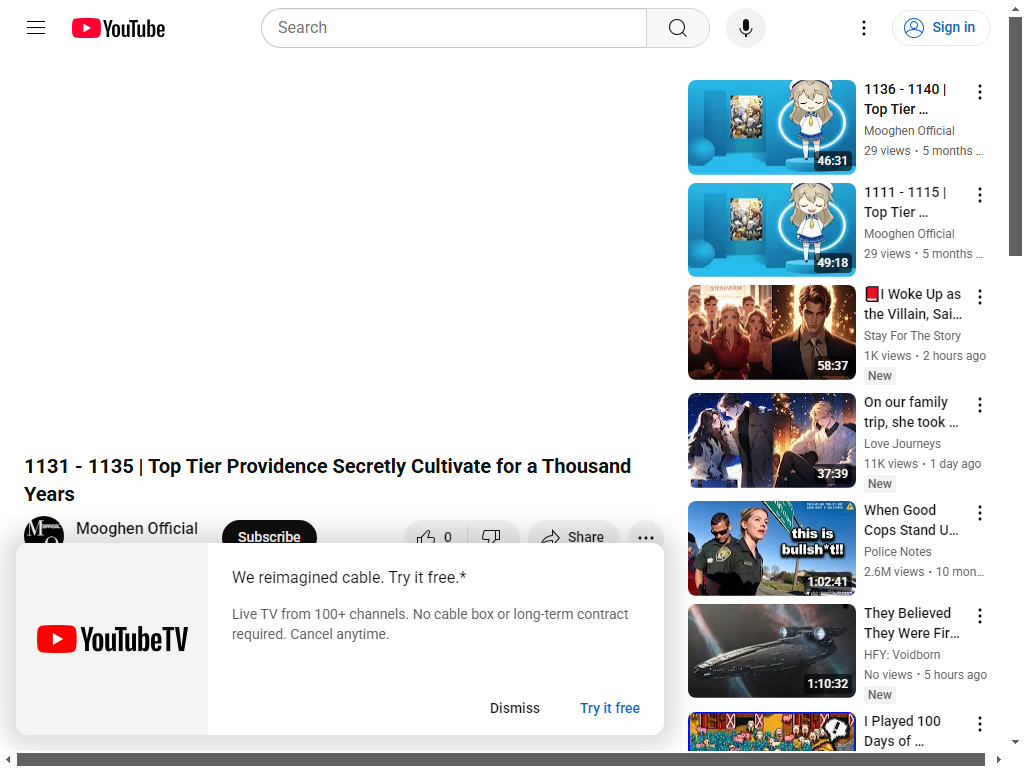 YouTube
Search
Sign in
1131 - 1135 | Top Tier Providence Secretly Cultivate for a Thousand
Years
Mooghen Official
Subscribe
0
Share
YouTubeTV
We reimagined cable. Try it free.*
Live TV from 100+ channels. No cable box or long-term contract
required. Cancel anytime.
Dismiss
Try it free
46:31
1136 - 1140 |
Top Tier ...
Mooghen Official
29 views • 5 months ...
49:18
1111 - 1115 |
Top Tier ...
Mooghen Official
29 views • 5 months ...
58:37
📕I Woke Up as
the Villain, Sai...
Stay For The Story
1K views • 2 hours ago
New
37:39
On our family
trip, she took ...
Love Journeys
11K views • 1 day ago
New
this is
bullsh*t!!
1:02:41
When Good
Cops Stand U...
Police Notes
2.6M views • 10 mon...
1:10:32
They Believed
They Were Fir...
HFY: Voidborn
No views • 5 hours ago
New
I Played 100
Days of ...